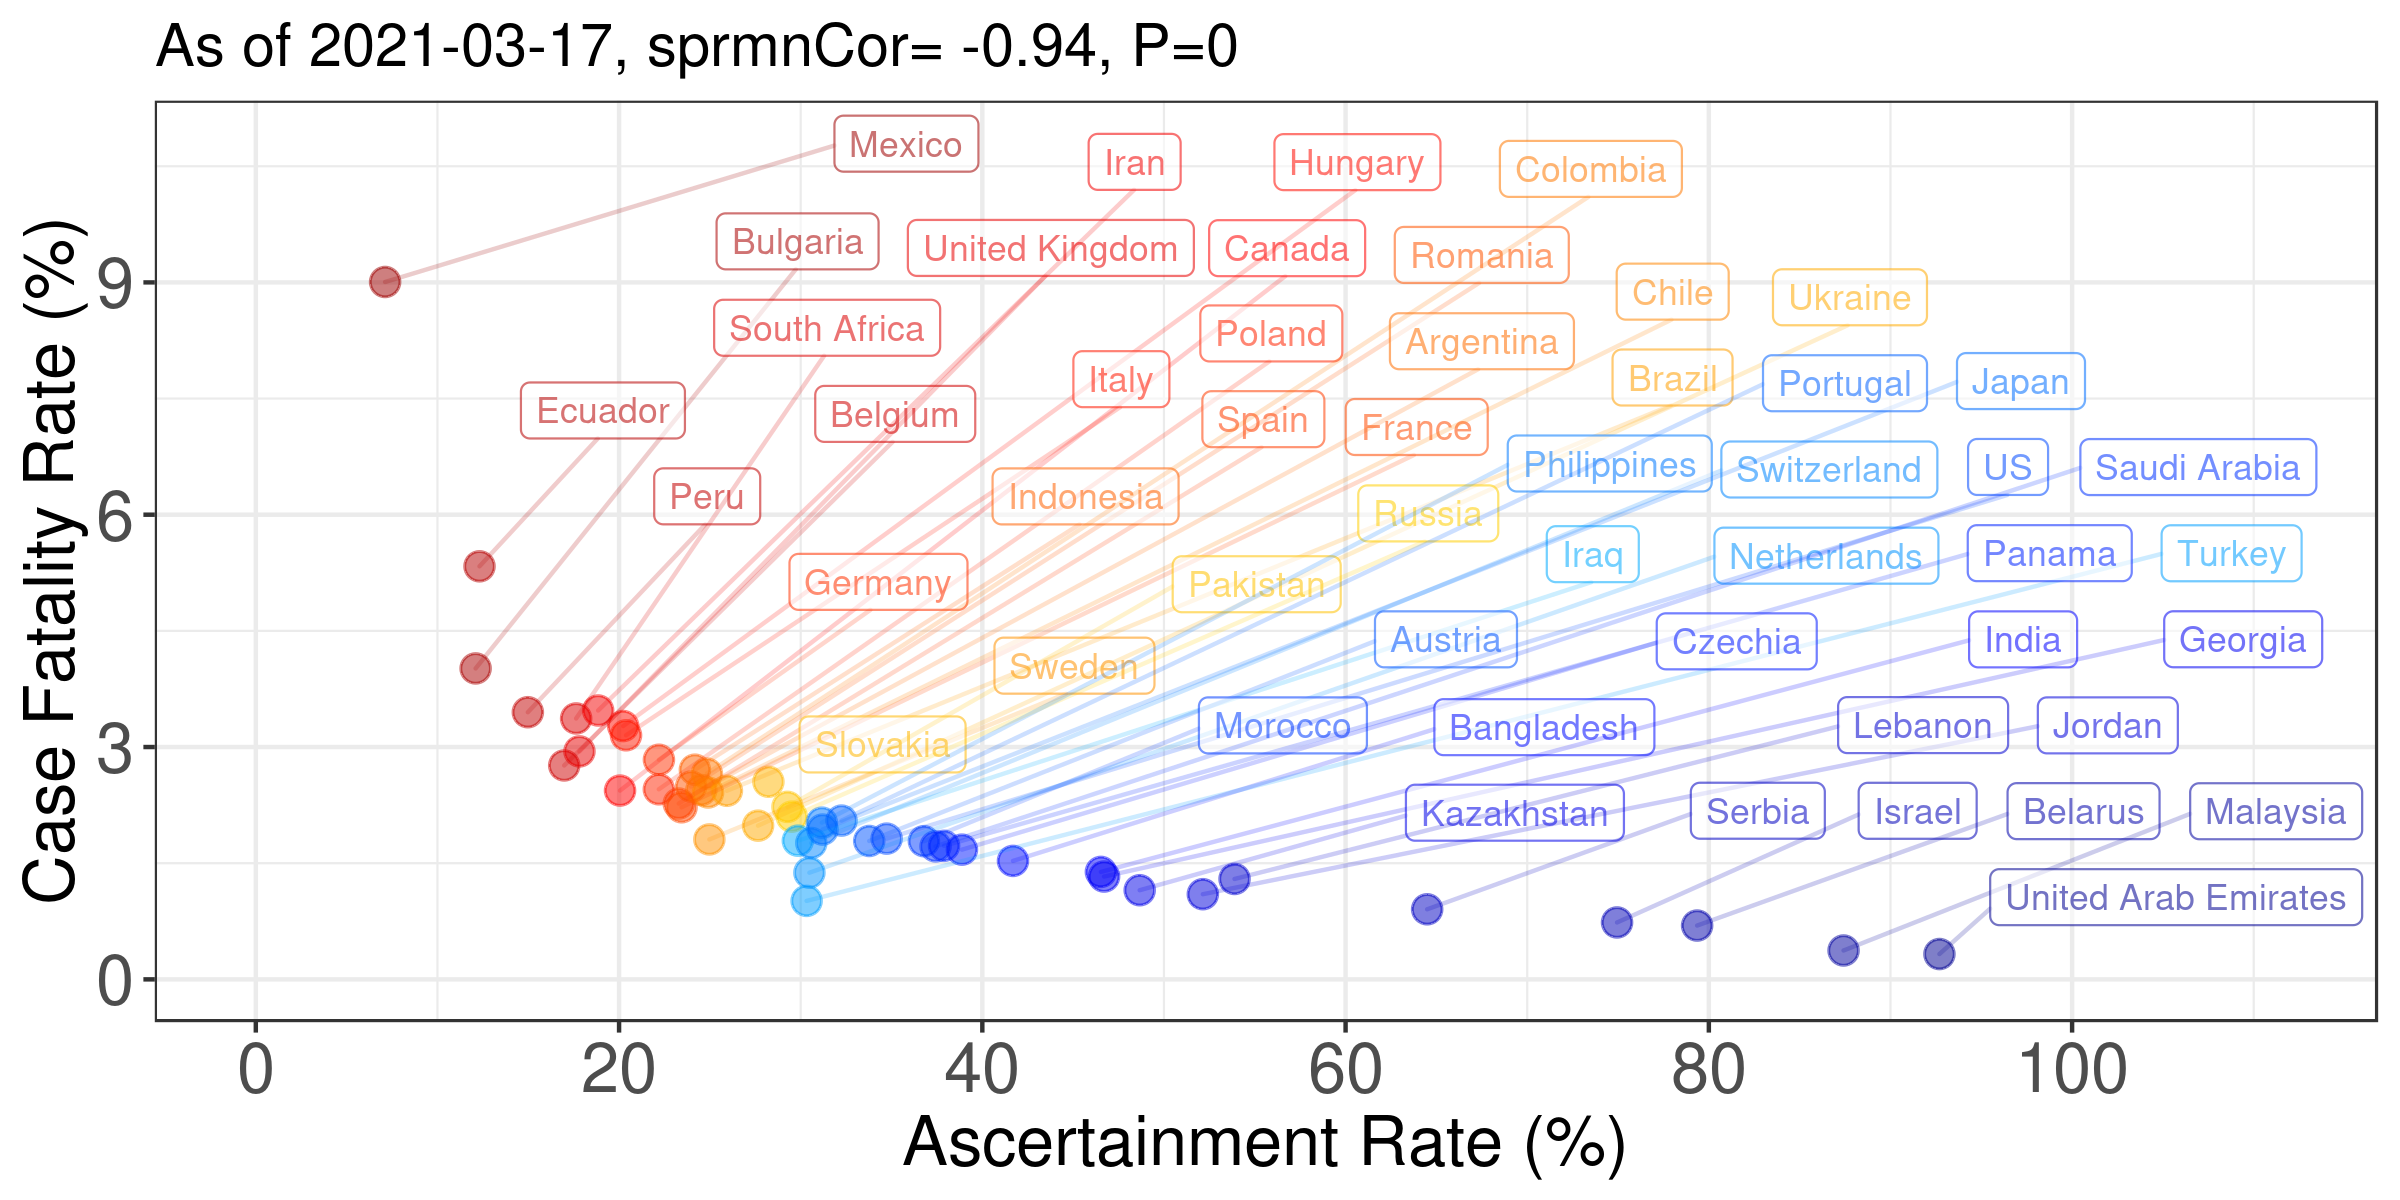 As of 2021-03-17, sprmnCor= -0.94, P=0
Case Fatality Rate (%)
9
6
3
0
Mexico
Iran
Hungary
Colombia
Bulgaria
United Kingdom
Canada
Romania
Chile
Ukraine
South Africa
Poland
Argentina
Italy
Brazil
Portugal
Japan
Ecuador
Belgium
Spain
France
Philippines
Switzerland
US
Saudi Arabia
Peru
Indonesia
Russia
Iraq
Netherlands
Panama
Turkey
Germany
Pakistan
Austria
Czechia
India
Georgia
Sweden
Slovakia
Morocco
Bangladesh
Lebanon
Jordan
Kazakhstan
Serbia
Israel
Belarus
Malaysia
United Arab Emirates
0 20 40 60 80 100
Ascertainment Rate (%)